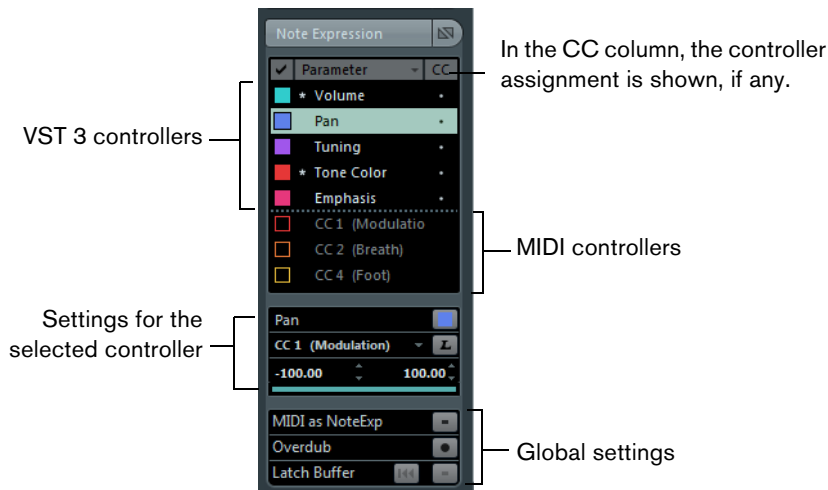 Note Expression
Parameter CC
* Volume
Pan
Tuning
* Tone Color
Emphasis
CC 1 (Modulatio
CC 2 (Breath)
CC 4 (Foot)
Pan
CC 1 (Modulation) L
-100.00 100.00
MIDI as NoteExp
Overdub
Latch Buffer
In the CC column, the controller
assignment is shown, if any.
VST 3 controllers
MIDI controllers
Settings for the
selected controller
Global settings